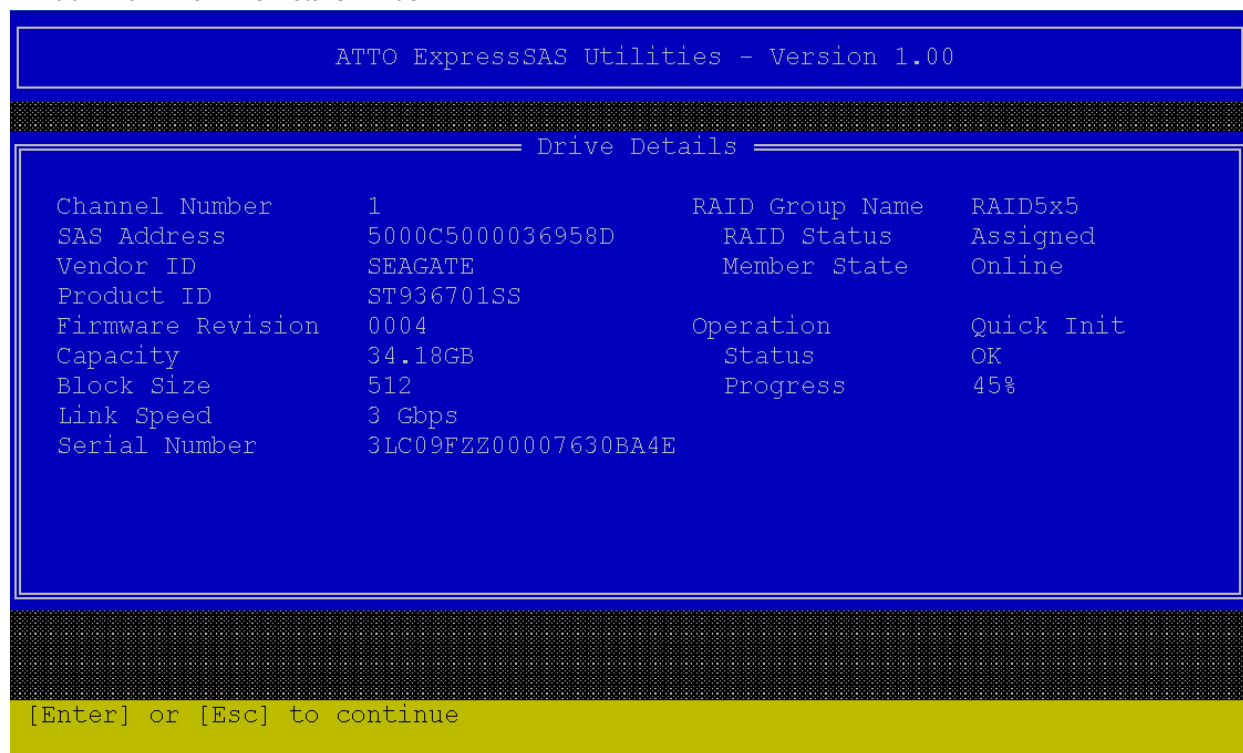 ATTO ExpressSAS Utilities - Version 1.00
Drive Details
Channel Number 1 RAID Group Name RAID5x5
SAS Address 5000C5000036958D RAID Status Assigned
Vendor ID SEAGATE Member State Online
Product ID ST936701SS
Firmware Revision 0004 Operation Quick Init
Capacity 34.18GB Status OK
Block Size 512 Progress 45%
Link Speed 3 Gbps
Serial Number 3LC09FZZ00007630BA4E
[Enter] or [Esc] to continue